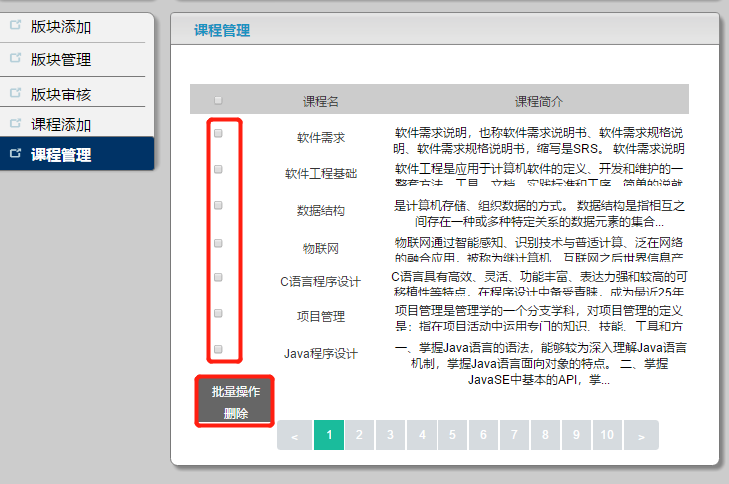 版块添加
版块管理
版块审核
课程添加
课程管理
课程管理
课程名 课程简介
软件需求
软件需求说明，也称软件需求说明书、软件需求规格说
明、软件需求规格说明书，缩写是SRS。 软件需求说明
软件工程基础
软件工程是应用于计算机软件的定义、开发和维护的一
整套方法、工具、文档、实践标准和工序。简单的说就
数据结构
是计算机存储、组织数据的方式。 数据结构是指相互之
间存在一种或多种特定关系的数据元素的集合...
物联网
物联网通过智能感知、识别技术与普适计算、泛在网络
的融合应用，被称为继计算机、互联网之后世界信息产
C语言程序设计
C语言具有高效、灵活、功能丰富、表达力强和较高的可
移植性等特点，在程序设计中备受青睐，成为最近25年
项目管理
项目管理是管理学的一个分支学科，对项目管理的定义
是：指在项目活动中运用专门的知识、技能、工具和方
Java程序设计
一、掌握Java语言的语法，能够较为深入理解Java语言
机制，掌握Java语言面向对象的特点。 二、掌握
JavaSE中基本的API，掌...
批量操作
删除
< 1 2 3 4 5 6 7 8 9 10 >